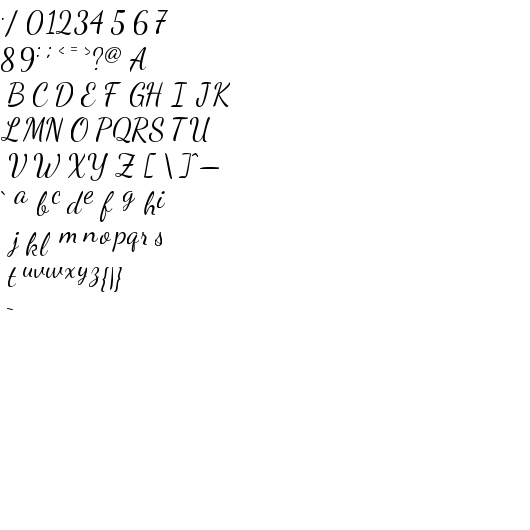 ./ 0 1 2 3 4 5 6 7
8 9 : ; < = > ? @ A
B C D E F G H I J K
L M N O P Q R S T U
V W X Y Z [ \ ] ^ _
` a b c d e f g h i
j k l m n o p q r s
t u v w x y z { | }
~